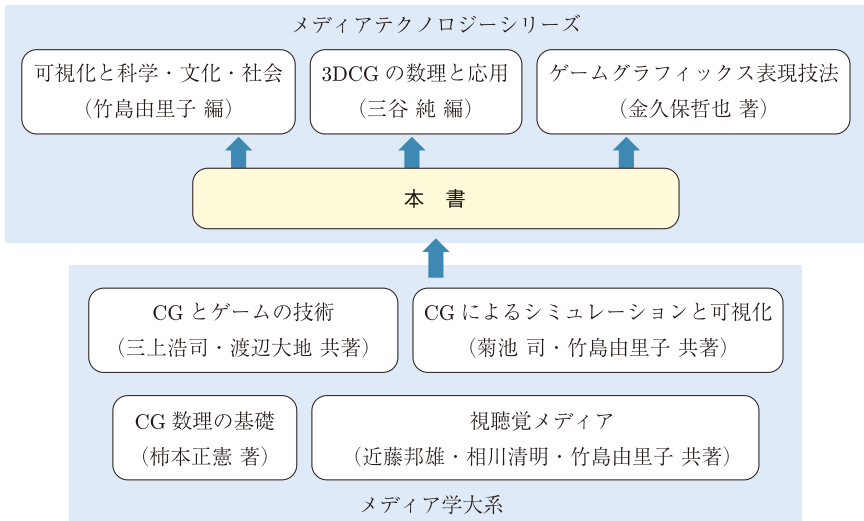 メディアテクノロジーシリーズ
可視化と科学・文化・社会
（竹島由里子 編）
3DCG の数理と応用
（三谷 純 編）
ゲームグラフィックス表現技法
（金久保哲也 著）
本　書
CG とゲームの技術
（三上浩司・渡辺大地 共著）
CG によるシミュレーションと可視化
（菊池 司・竹島由里子 共著）
CG 数理の基礎
（柿本正憲 著）
視聴覚メディア
（近藤邦雄・相川清明・竹島由里子 共著）
メディア学大系